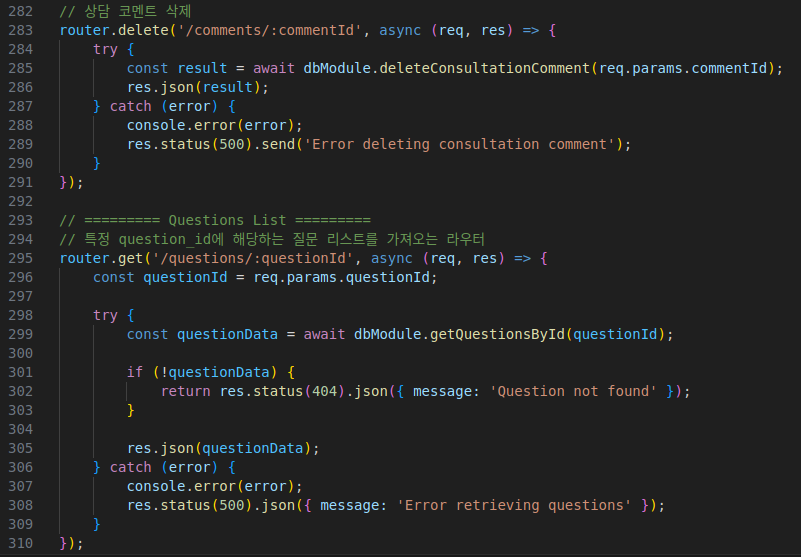 282 // 상담 코멘트 삭제
283 router.delete('/comments/:commentId', async (req, res) => {
284     try {
285         const result = await dbModule.deleteConsultationComment(req.params.commentId);
286         res.json(result);
287     } catch (error) {
288         console.error(error);
289         res.status(500).send('Error deleting consultation comment');
290     }
291 });
292
293 // ========= Questions List =========
294 // 특정 question_id에 해당하는 질문 리스트를 가져오는 라우터
295 router.get('/questions/:questionId', async (req, res) => {
296     const questionId = req.params.questionId;
297
298     try {
299         const questionData = await dbModule.getQuestionsById(questionId);
300
301         if (!questionData) {
302             return res.status(404).json({ message: 'Question not found' });
303         }
304
305         res.json(questionData);
306     } catch (error) {
307         console.error(error);
308         res.status(500).json({ message: 'Error retrieving questions' });
309     }
310 });